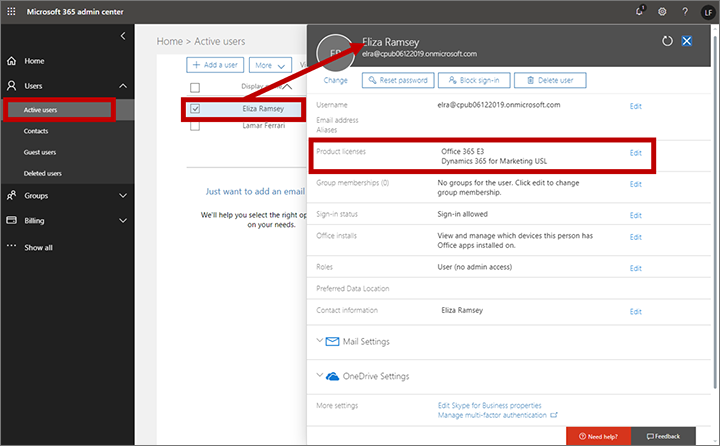 Microsoft 365 admin center
1
?
LF
Home
Users
Active users
Contacts
Guest users
Deleted users
Groups
Billing
Show all
Home > Active users
Add a user
More
Display
Eliza Ramsey
Lamar Ferrari
Just want to add an email
We'll help you select the right op
on your needs.
Eliza Ramsey
elra@cpub06122019.onmicrosoft.com
Change
Reset password
Block sign-in
Delete user
Username
elra@cpub06122019.onmicrosoft.com
Edit
Email address
Aliases
Product licenses
Office 365 E3
Edit
Dynamics 365 for Marketing USL
Group memberships (0)
No groups for the user. Click edit to change
Edit
group membership.
Sign-in status
Sign-in allowed
Edit
Office installs
View and manage which devices this person has
Edit
Office apps installed on.
Roles
User (no admin access)
Edit
Preferred Data Location
Contact information
Eliza Ramsey
Edit
Mail Settings
OneDrive Settings
More settings
Edit Skype for Business properties
Manage multi-factor authentication
Need help?
Feedback